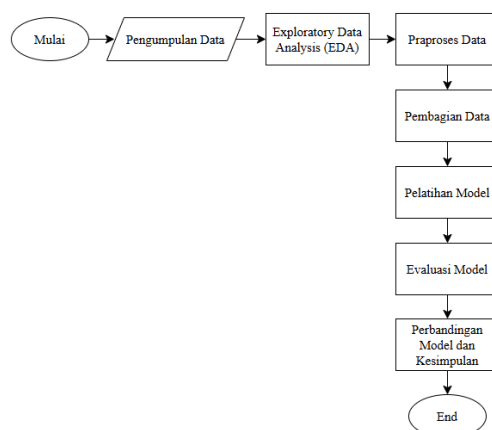 Mulai
Pengumpulan Data
Exploratory Data
Analysis (EDA)
Praproses Data
Pembagian Data
Pelatihan Model
Evaluasi Model
Perbandingan
Model dan
Kesimpulan
End